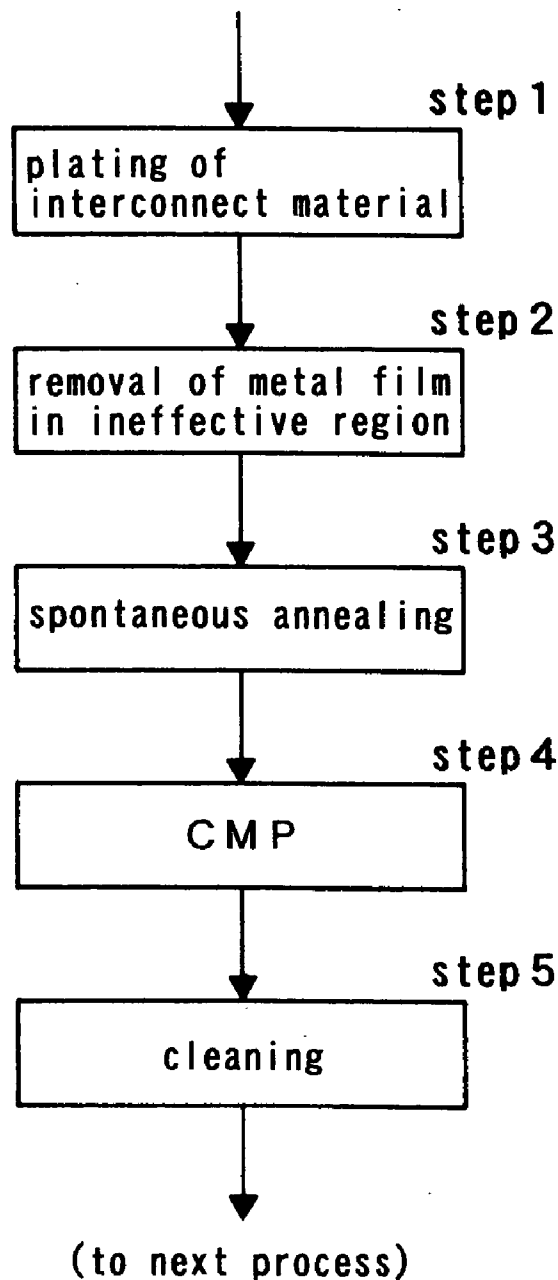 step 1
plating of
interconnect material
step 2
removal of metal film
in ineffective region
step 3
spontaneous annealing
step 4
CMP
step 5
cleaning
(to next process)